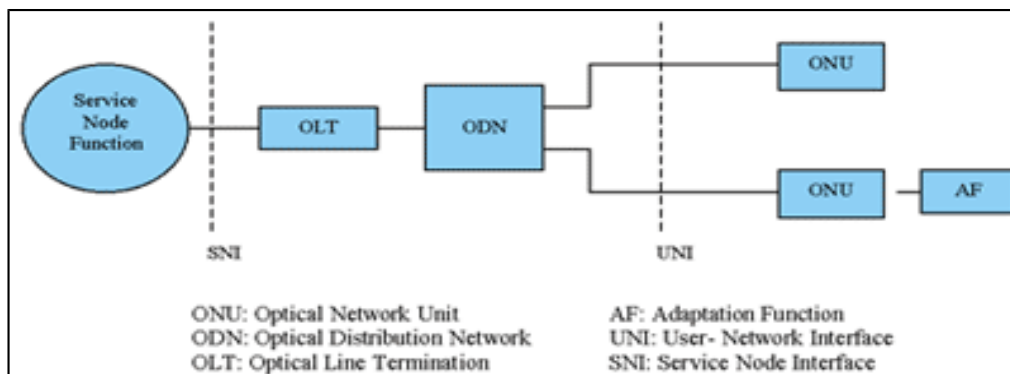 Service
Node
Function
OLT
ODN
ONU
ONU
AF
SNI
UNI
ONU: Optical Network Unit
ODN: Optical Distribution Network
OLT: Optical Line Termination
AF: Adaptation Function
UNI: User- Network Interface
SNI: Service Node Interface